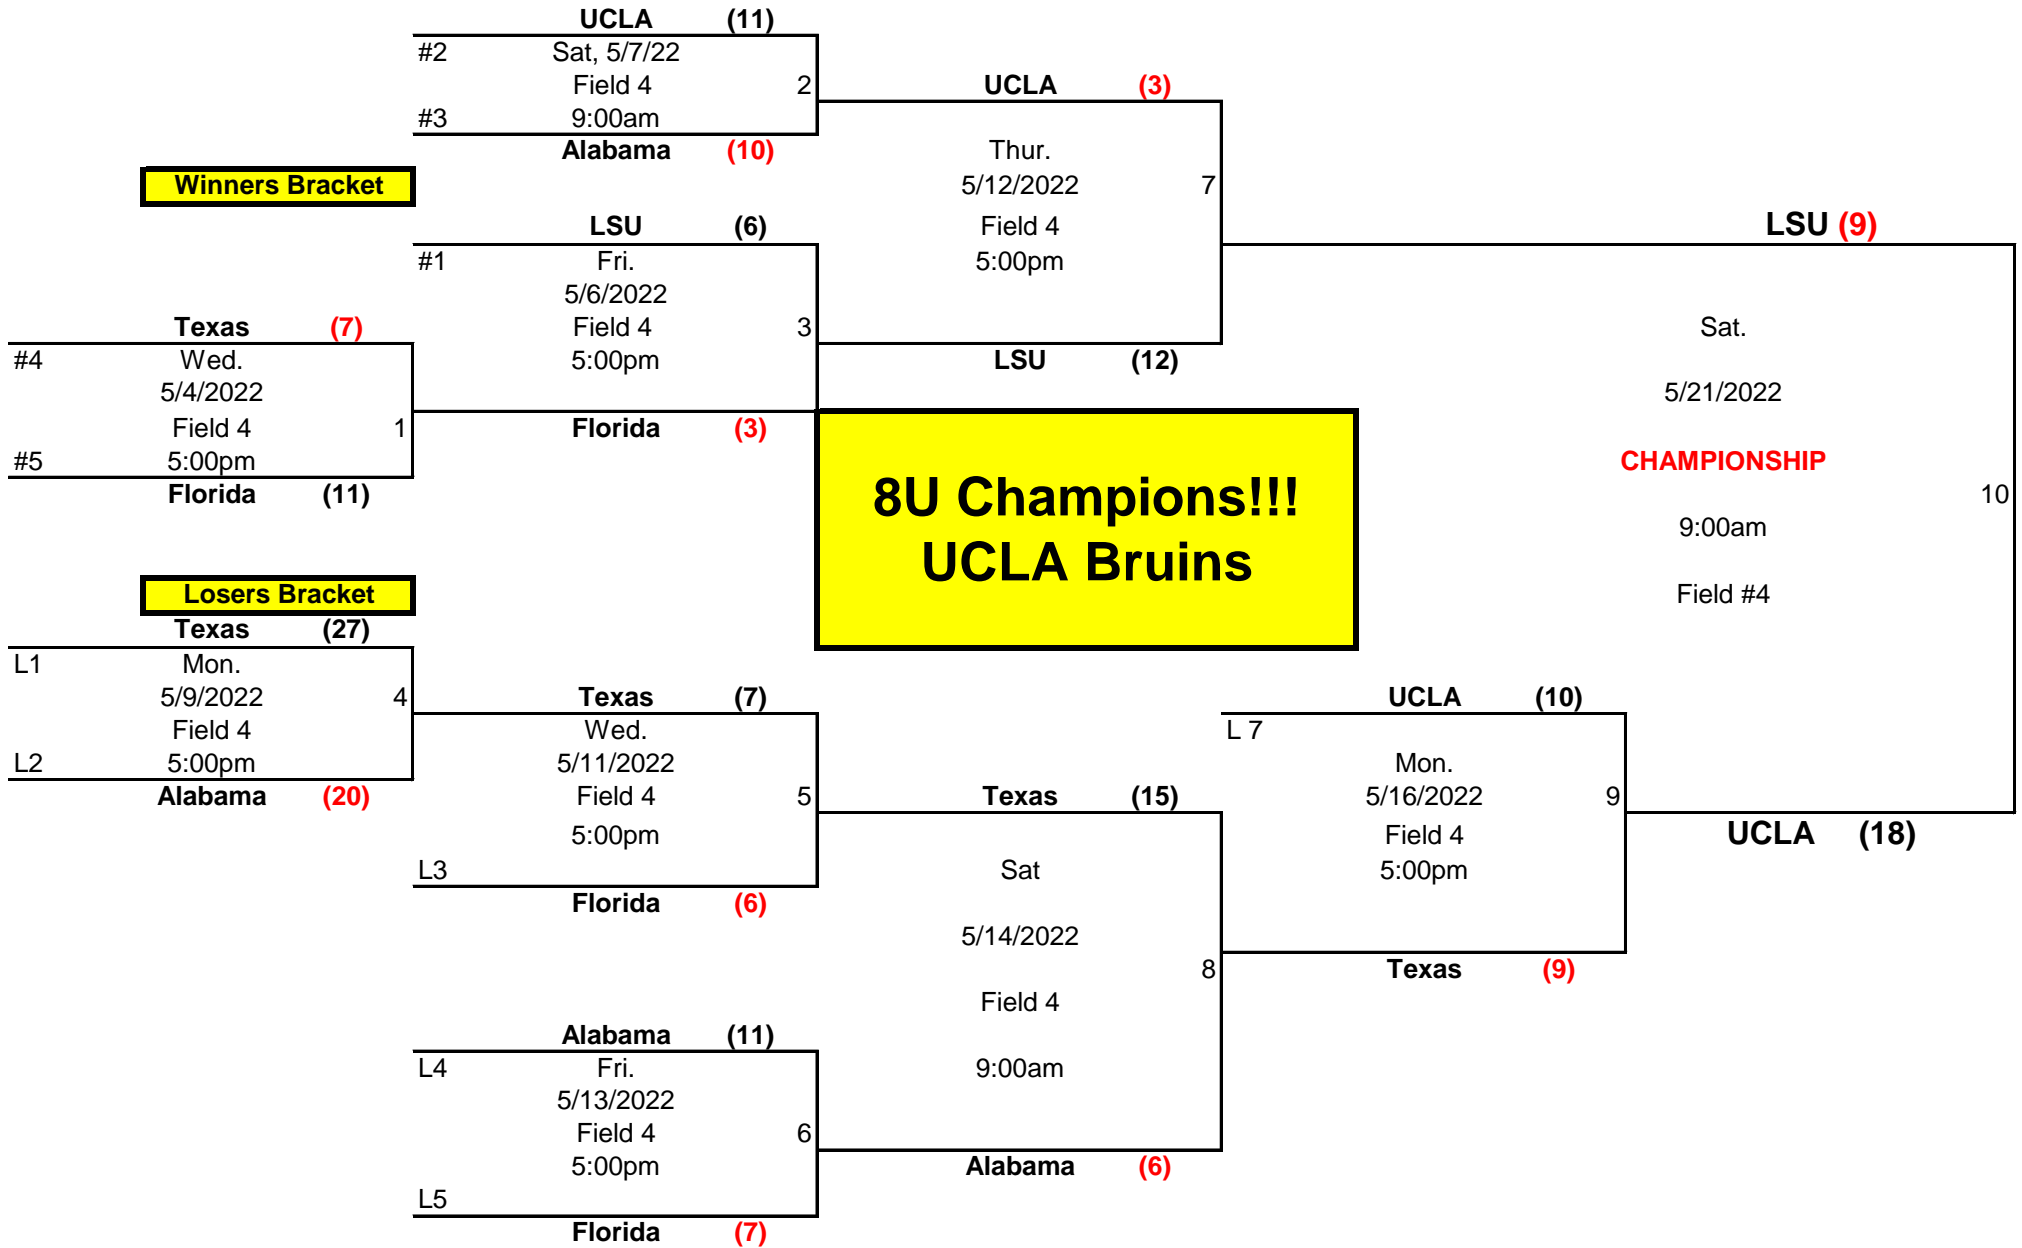 UCLA (11)
#2 Sat, 5/7/22
Field 4 2
#3 9:00am
Alabama (10)
UCLA (3)
Thur.
5/12/2022 7
Field 4
5:00pm
LSU (12)
Winners Bracket
LSU (6)
#1 Fri.
5/6/2022
Field 4 3
5:00pm
Florida (3)
Texas (7)
#4 Wed.
5/4/2022
Field 4 1
#5 5:00pm
Florida (11)
LSU (9)
Sat.
5/21/2022
CHAMPIONSHIP
10
9:00am
Field #4
UCLA (18)
8U Champions!!!
UCLA Bruins
Losers Bracket
Texas (27)
L1 Mon.
5/9/2022 4
Field 4
L2 5:00pm
Alabama (20)
Texas (7)
Wed.
5/11/2022
Field 4 5
5:00pm
L3
Florida (6)
Texas (15)
Sat
5/14/2022
8
Field 4
9:00am
Alabama (6)
UCLA (10)
L 7
Mon.
5/16/2022 9
Field 4
5:00pm
Texas (9)
Alabama (11)
L4 Fri.
5/13/2022
Field 4 6
5:00pm
L5
Florida (7)